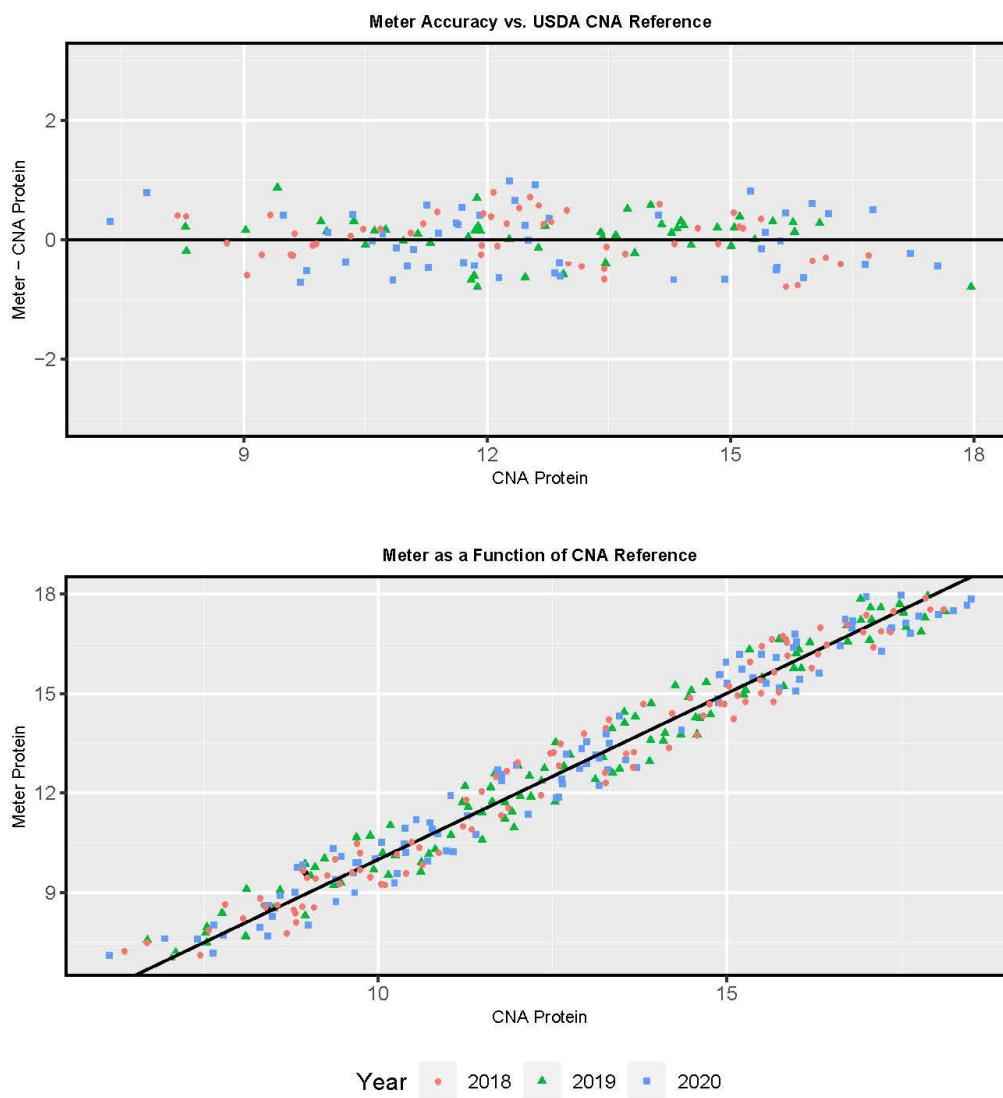 Meter Accuracy vs. USDA CNA Reference
2
0
−2
Meter − CNA Protein
9 12 15 18
CNA Protein
Meter as a Function of CNA Reference
18
15
12
9
Meter Protein
10 15
CNA Protein
Year 2018 2019 2020